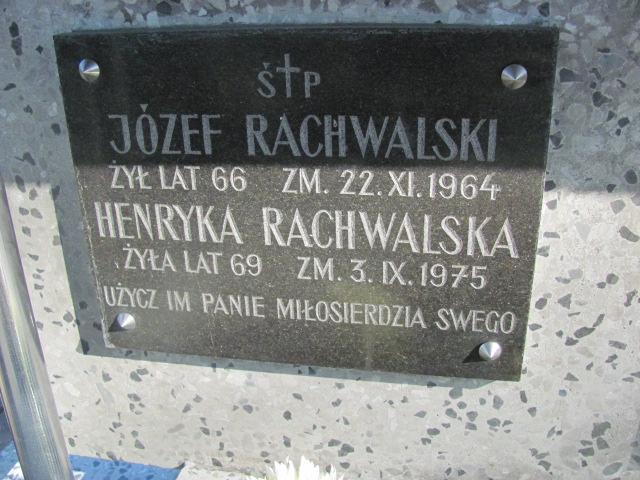 Ś†P
JÓZEF RACHWALSKI
ŻYŁ LAT 66 ZM. 22.XI.1964
HENRYKA RACHWALSKA
ŻYŁA LAT 69 ZM. 3.IX.1975
UŻYCZ IM PANIE MIŁOSIERDZIA SWEGO